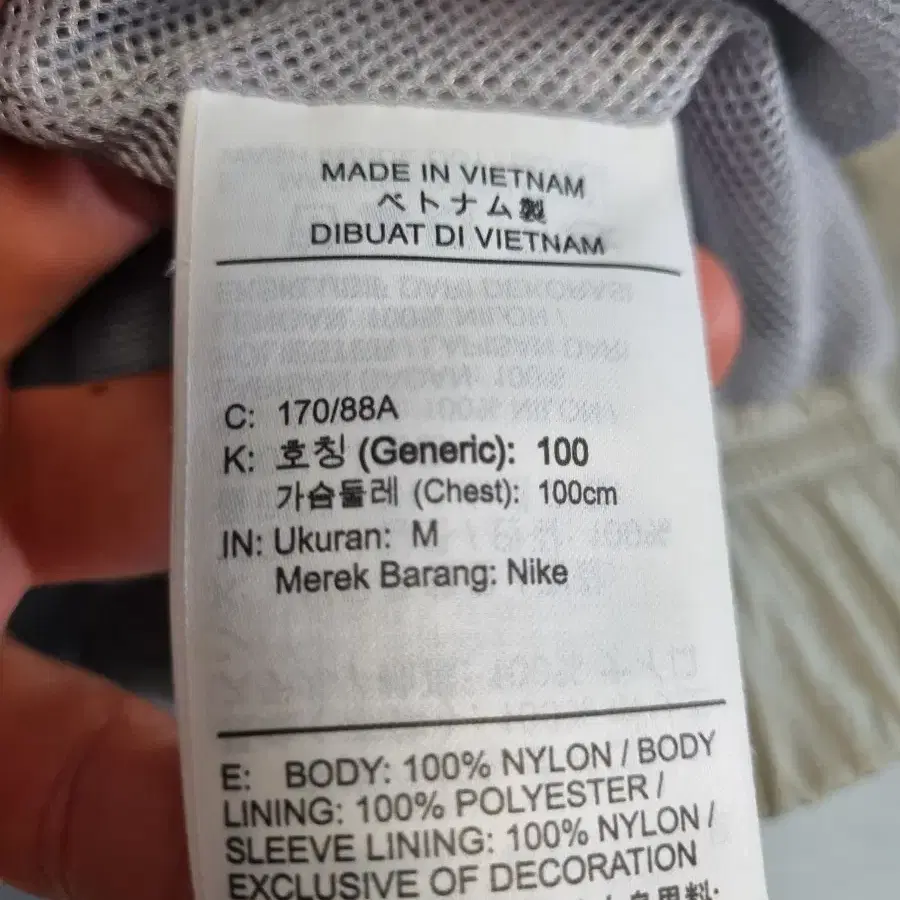 MADE IN VIETNAM
ベトナム製
DIBUAT DI VIETNAM
C: 170/88A
K: 호칭 (Generic): 100
가슴둘레 (Chest): 100cm
IN: Ukuran: M
Merek Barang: Nike
E: BODY: 100% NYLON / BODY
LINING: 100% POLYESTER /
SLEEVE LINING: 100% NYLON /
EXCLUSIVE OF DECORATION